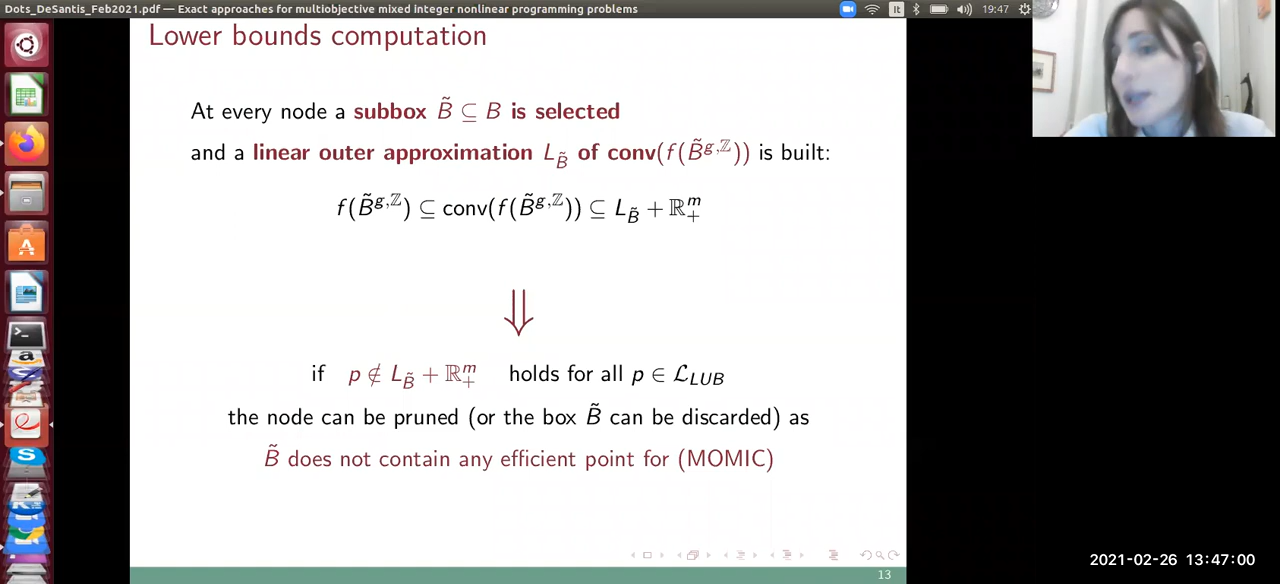 Dots_DeSantis_Feb2021.pdf — Exact approaches for multiobjective mixed integer nonlinear programming problems
It
19:47
Lower bounds computation
At every node a subbox B̃ ⊆ B is selected
and a linear outer approximation L_B̃ of conv(f(B̃^{g,ℤ})) is built:
f(B̃^{g,ℤ}) ⊆ conv(f(B̃^{g,ℤ})) ⊆ L_B̃ + ℝ^m_+
⇓
if p ∉ L_B̃ + ℝ^m_+ holds for all p ∈ ℒ_LUB
the node can be pruned (or the box B̃ can be discarded) as
B̃ does not contain any efficient point for (MOMIC)
13
2021-02-26 13:47:00